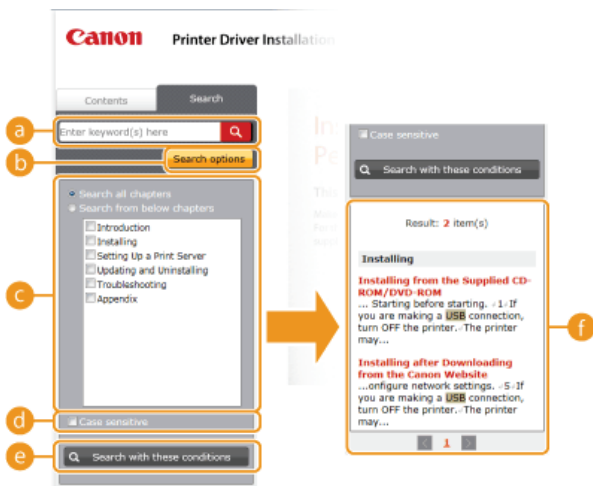 Canon
Printer Driver Installation
Contents
Search
a
Enter keyword(s) here
b
Search options
c
Search all chapters
Search from below chapters
Introduction
Installing
Setting Up a Print Server
Updating and Uninstalling
Troubleshooting
Appendix
d
Case sensitive
e
Search with these conditions
Case sensitive
Search with these conditions
Result: 2 item(s)
Installing
Installing from the Supplied CD-
ROM/DVD-ROM
... Starting before starting. ·1·If
you are making a USB connection,
turn OFF the printer.·The printer
may...
Installing after Downloading
from the Canon Website
...onfigure network settings. ·5·If
you are making a USB connection,
turn OFF the printer.·The printer
may...
1
f